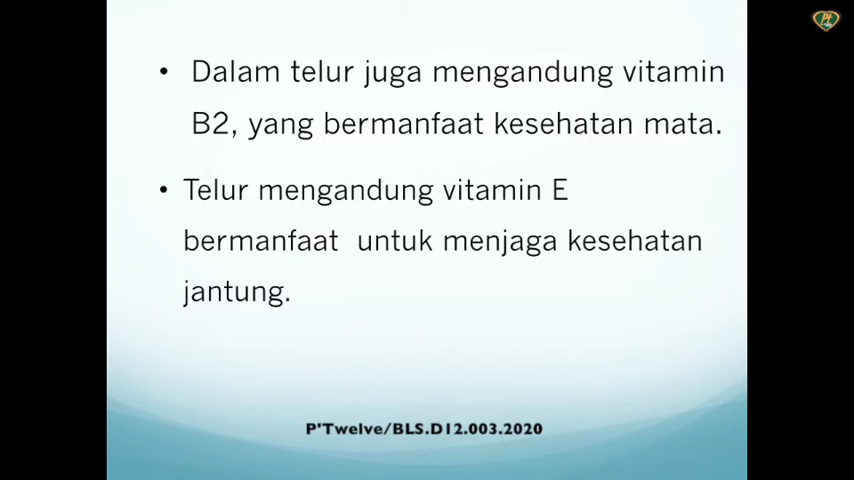 • Dalam telur juga mengandung vitamin
B2, yang bermanfaat kesehatan mata.
• Telur mengandung vitamin E
bermanfaat untuk menjaga kesehatan
jantung.
P'Twelve/BLS.D12.003.2020